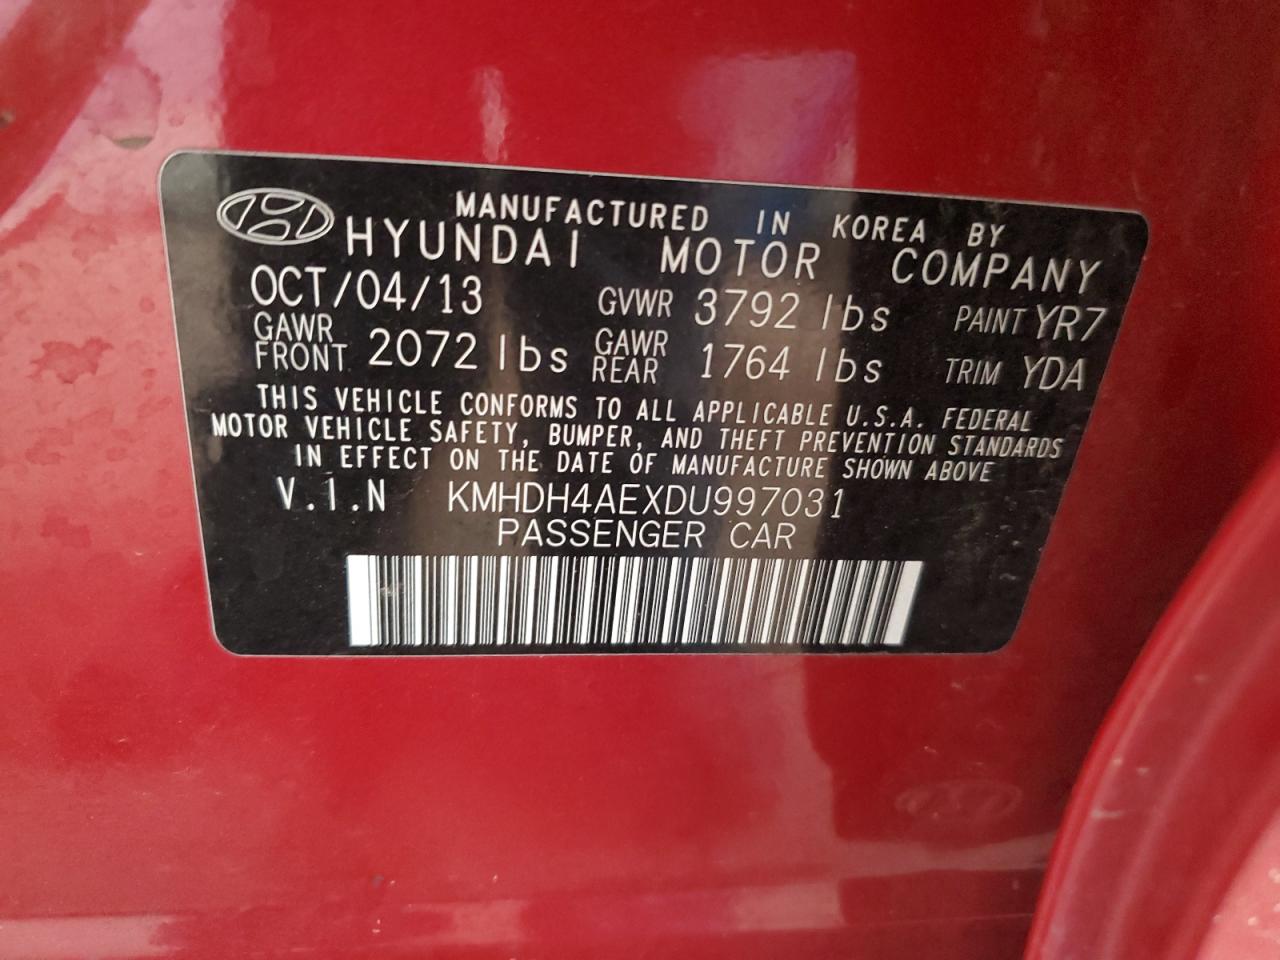 MANUFACTURED IN KOREA BY
HYUNDAI MOTOR COMPANY
OCT/04/13 GVWR 3792 lbs PAINT YR7
GAWR FRONT 2072 lbs GAWR REAR 1764 lbs TRIM YDA
THIS VEHICLE CONFORMS TO ALL APPLICABLE U.S.A. FEDERAL
MOTOR VEHICLE SAFETY, BUMPER, AND THEFT PREVENTION STANDARDS
IN EFFECT ON THE DATE OF MANUFACTURE SHOWN ABOVE
V.I.N KMHDH4AEXDU997031
PASSENGER CAR